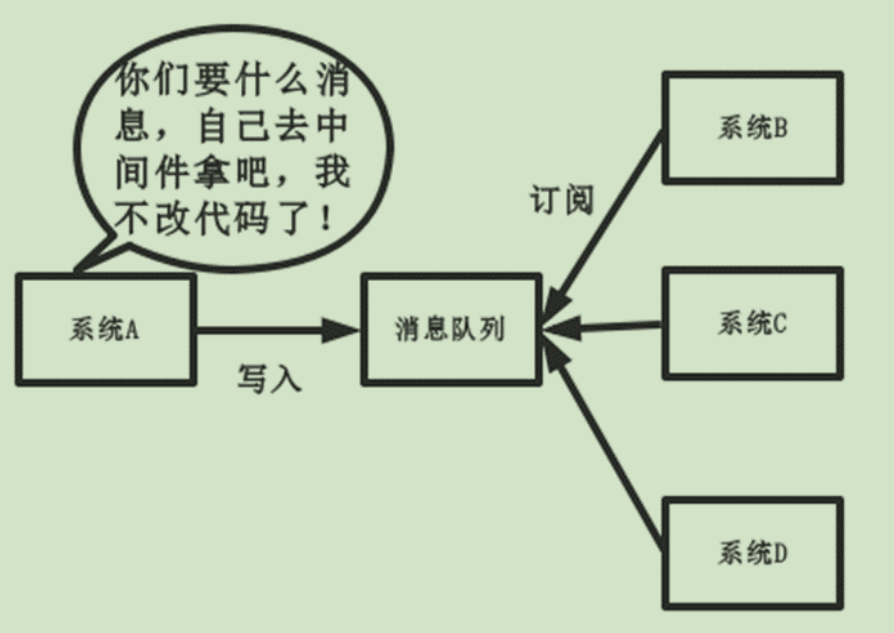 你们要什么消
息，自己去中
间件拿吧，我
不改代码了！
系统A
写入
消息队列
订阅
系统B
系统C
系统D